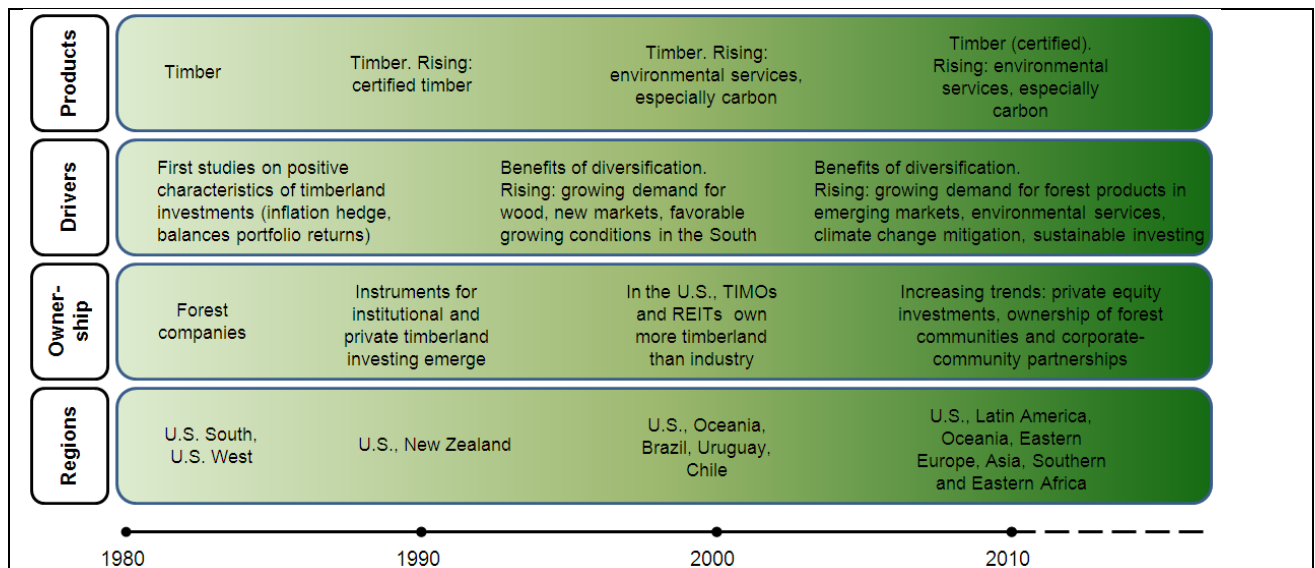 Products
Timber
Timber. Rising:
certified timber
Timber. Rising:
environmental services,
especially carbon
Timber (certified).
Rising: environmental
services, especially
carbon
Drivers
First studies on positive
characteristics of timberland
investments (inflation hedge,
balances portfolio returns)
Benefits of diversification.
Rising: growing demand for
wood, new markets, favorable
growing conditions in the South
Benefits of diversification.
Rising: growing demand for forest products in
emerging markets, environmental services,
climate change mitigation, sustainable investing
Owner-
ship
Forest
companies
Instruments for
institutional and
private timberland
investing emerge
In the U.S., TIMOs
and REITs own
more timberland
than industry
Increasing trends: private equity
investments, ownership of forest
communities and corporate-
community partnerships
Regions
U.S. South,
U.S. West
U.S., New Zealand
U.S., Oceania,
Brazil, Uruguay,
Chile
U.S., Latin America,
Oceania, Eastern
Europe, Asia, Southern
and Eastern Africa
1980
1990
2000
2010